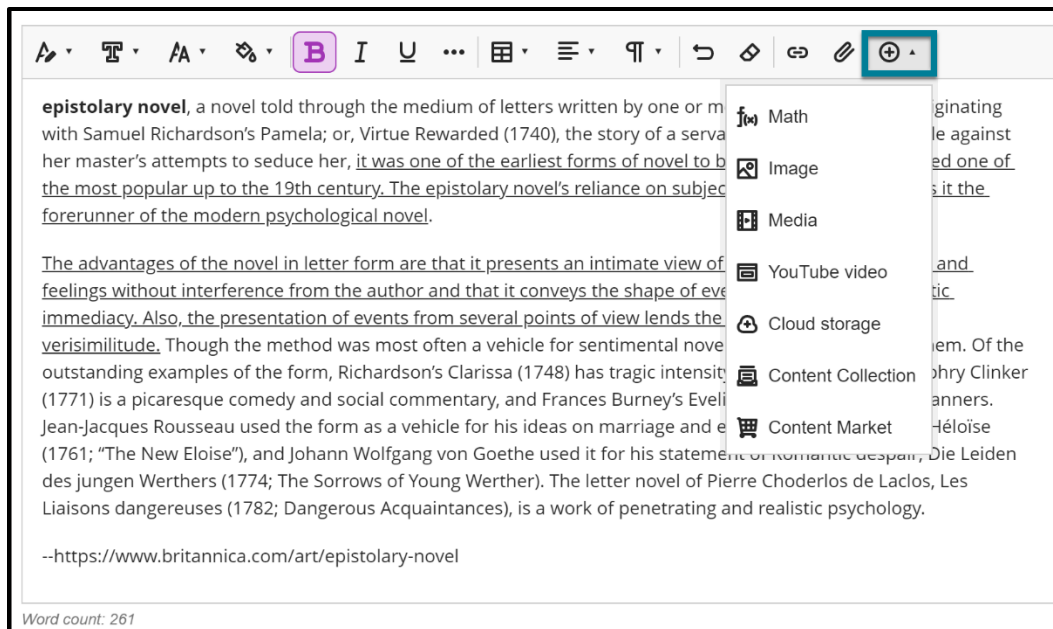 B I U
epistolary novel, a novel told through the medium of letters written by one or m iginating
Math
with Samuel Richardson’s Pamela; or, Virtue Rewarded (1740), the story of a serva le against
her master’s attempts to seduce her, it was one of the earliest forms of novel to b ed one of
Image
the most popular up to the 19th century. The epistolary novel’s reliance on subjec s it the
forerunner of the modern psychological novel.
Media
The advantages of the novel in letter form are that it presents an intimate view of and
YouTube video
feelings without interference from the author and that it conveys the shape of eve tic
immediacy. Also, the presentation of events from several points of view lends the
Cloud storage
verisimilitude. Though the method was most often a vehicle for sentimental nove em. Of the
outstanding examples of the form, Richardson’s Clarissa (1748) has tragic intensity phry Clinker
Content Collection
(1771) is a picaresque comedy and social commentary, and Frances Burney’s Eveli anners.
Jean-Jacques Rousseau used the form as a vehicle for his ideas on marriage and e Héloïse
Content Market
(1761; “The New Eloise”), and Johann Wolfgang von Goethe used it for his statement of Romantic despair, Die Leiden
des jungen Werthers (1774; The Sorrows of Young Werther). The letter novel of Pierre Choderlos de Laclos, Les
Liaisons dangereuses (1782; Dangerous Acquaintances), is a work of penetrating and realistic psychology.
--https://www.britannica.com/art/epistolary-novel
Word count: 261